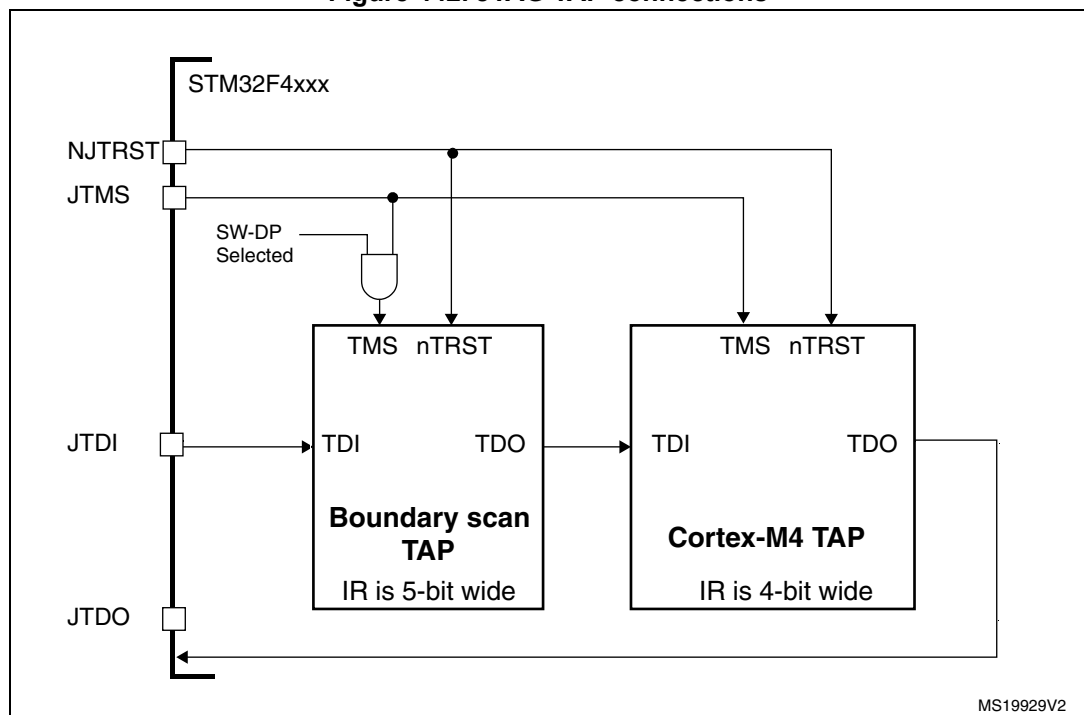 STM32F4xxx
NJTRST
JTMS
SW-DP
Selected
TMS nTRST
TMS nTRST
JTDI
TDI
TDO
TDI
TDO
Boundary scan
TAP
Cortex-M4 TAP
IR is 5-bit wide
IR is 4-bit wide
JTDO
MS19929V2